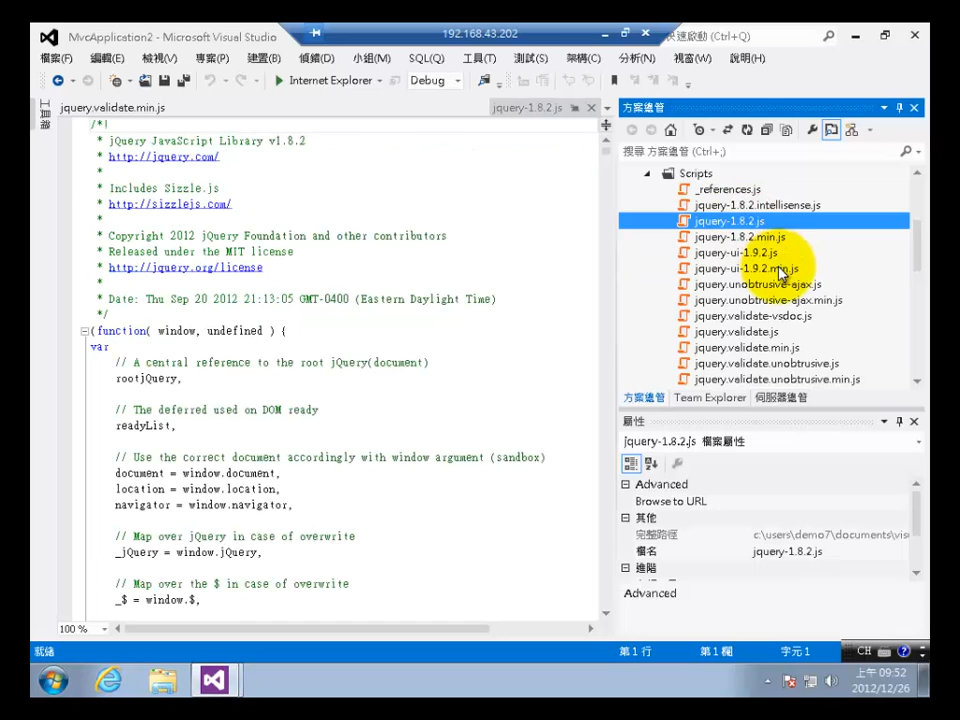 MvcApplication2 - Microsoft Visual Studio
192.168.43.202
快速啟動 (Ctrl+Q)
檔案(F) 編輯(E) 檢視(V) 專案(P) 建置(B) 偵錯(D) 小組(M) SQL(Q) 工具(T) 測試(S) 架構(C) 分析(N) 視窗(W) 說明(H)
Internet Explorer Debug
工具箱
jquery.validate.min.js jquery-1.8.2.js
/*!
* jQuery JavaScript Library v1.8.2
* http://jquery.com/
*
* Includes Sizzle.js
* http://sizzlejs.com/
*
* Copyright 2012 jQuery Foundation and other contributors
* Released under the MIT license
* http://jquery.org/license
*
* Date: Thu Sep 20 2012 21:13:05 GMT-0400 (Eastern Daylight Time)
*/
(function( window, undefined ) {
var
// A central reference to the root jQuery(document)
rootjQuery,
// The deferred used on DOM ready
readyList,
// Use the correct document accordingly with window argument (sandbox)
document = window.document,
location = window.location,
navigator = window.navigator,
// Map over jQuery in case of overwrite
_jQuery = window.jQuery,
// Map over the $ in case of overwrite
_$ = window.$,
100 %
方案總管
搜尋 方案總管 (Ctrl+;)
Scripts
_references.js
jquery-1.8.2.intellisense.js
jquery-1.8.2.js
jquery-1.8.2.min.js
jquery-ui-1.9.2.js
jquery-ui-1.9.2.min.js
jquery.unobtrusive-ajax.js
jquery.unobtrusive-ajax.min.js
jquery.validate-vsdoc.js
jquery.validate.js
jquery.validate.min.js
jquery.validate.unobtrusive.js
jquery.validate.unobtrusive.min.js
方案總管 Team Explorer 伺服器總管
屬性
jquery-1.8.2.js 檔案屬性
Advanced
Browse to URL
其他
完整路徑 c:\users\demo7\documents\vis
檔名 jquery-1.8.2.js
進階
Advanced
就緒 第 1 行 第 1 欄 字元 1 CH
上午 09:52
2012/12/26